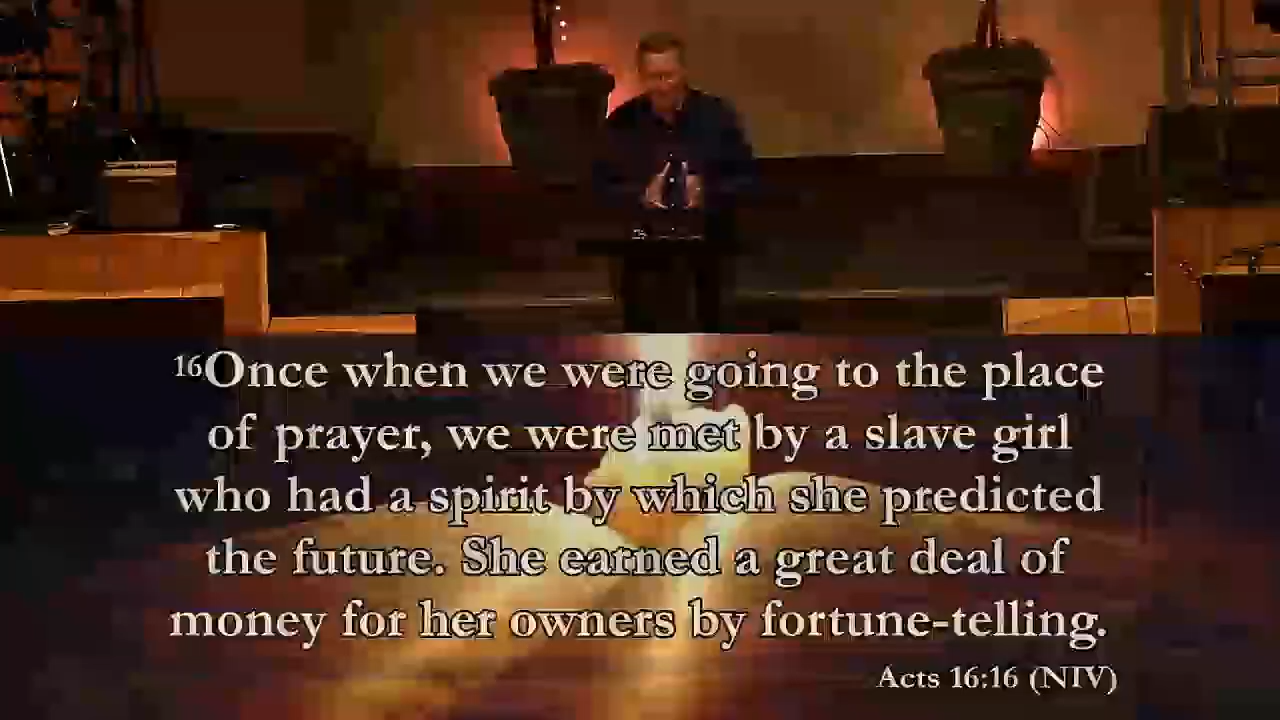 16Once when we were going to the place
of prayer, we were met by a slave girl
who had a spirit by which she predicted
the future. She earned a great deal of
money for her owners by fortune-telling.
Acts 16:16 (NIV)